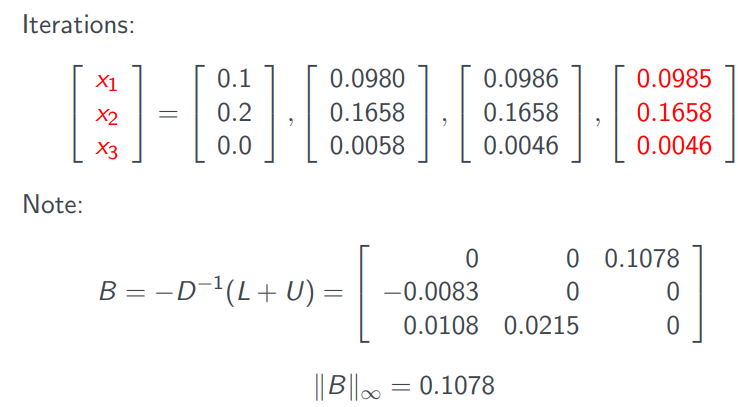 Iterations:
[x₁; x₂; x₃] = [0.1; 0.2; 0.0], [0.0980; 0.1658; 0.0058], [0.0986; 0.1658; 0.0046], [0.0985; 0.1658; 0.0046]
Note:
B = −D⁻¹(L + U) = [0 0 0.1078; −0.0083 0 0; 0.0108 0.0215 0]
‖B‖∞ = 0.1078